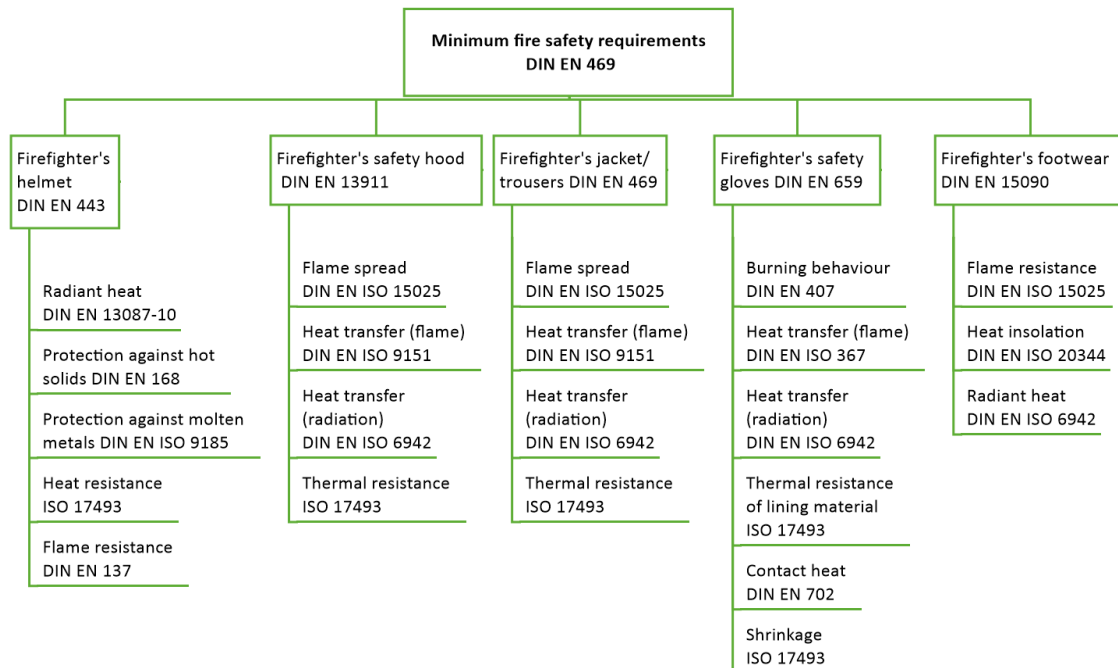 Minimum fire safety requirements
DIN EN 469
Firefighter's
helmet
DIN EN 443
Radiant heat
DIN EN 13087-10
Protection against hot
solids DIN EN 168
Protection against molten
metals DIN EN ISO 9185
Heat resistance
ISO 17493
Flame resistance
DIN EN 137
Firefighter's safety hood
DIN EN 13911
Flame spread
DIN EN ISO 15025
Heat transfer (flame)
DIN EN ISO 9151
Heat transfer
(radiation)
DIN EN ISO 6942
Thermal resistance
ISO 17493
Firefighter's jacket/
trousers DIN EN 469
Flame spread
DIN EN ISO 15025
Heat transfer (flame)
DIN EN ISO 9151
Heat transfer
(radiation)
DIN EN ISO 6942
Thermal resistance
ISO 17493
Firefighter's safety
gloves DIN EN 659
Burning behaviour
DIN EN 407
Heat transfer (flame)
DIN EN ISO 367
Heat transfer
(radiation)
DIN EN ISO 6942
Thermal resistance
of lining material
ISO 17493
Contact heat
DIN EN 702
Shrinkage
ISO 17493
Firefighter's footwear
DIN EN 15090
Flame resistance
DIN EN ISO 15025
Heat insolation
DIN EN ISO 20344
Radiant heat
DIN EN ISO 6942